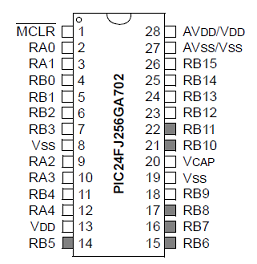 MCLR 1 28 AVDD/VDD
RA0 2 27 AVSS/VSS
RA1 3 26 RB15
RB0 4 25 RB14
RB1 5 24 RB13
RB2 6 23 RB12
RB3 7 22 RB11
VSS 8 21 RB10
RA2 9 20 VCAP
RA3 10 19 VSS
RB4 11 18 RB9
RA4 12 17 RB8
VDD 13 16 RB7
RB5 14 15 RB6
PIC24FJ256GA702